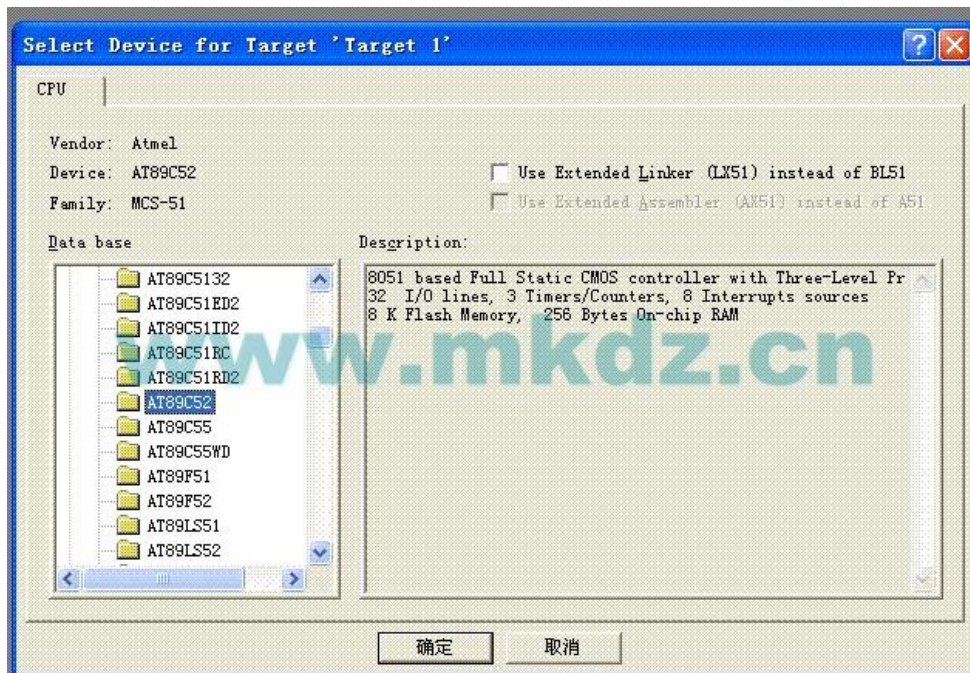 Select Device for Target 'Target 1'
CPU
Vendor: Atmel
Device: AT89C52
Use Extended Linker (LX51) instead of BL51
Family: MCS-51
Use Extended Assembler (AX51) instead of A51
Data base
Description:
AT89C5132
AT89C51ED2
AT89C51ID2
AT89C51RC
AT89C51RD2
AT89C52
AT89C55
AT89C55WD
AT89F51
AT89F52
AT89LS51
AT89LS52
8051 based Full Static CMOS controller with Three-Level Pr
32 I/O lines, 3 Timers/Counters, 8 Interrupts sources
8 K Flash Memory, 256 Bytes On-chip RAM
www.mkdz.cn
确定
取消